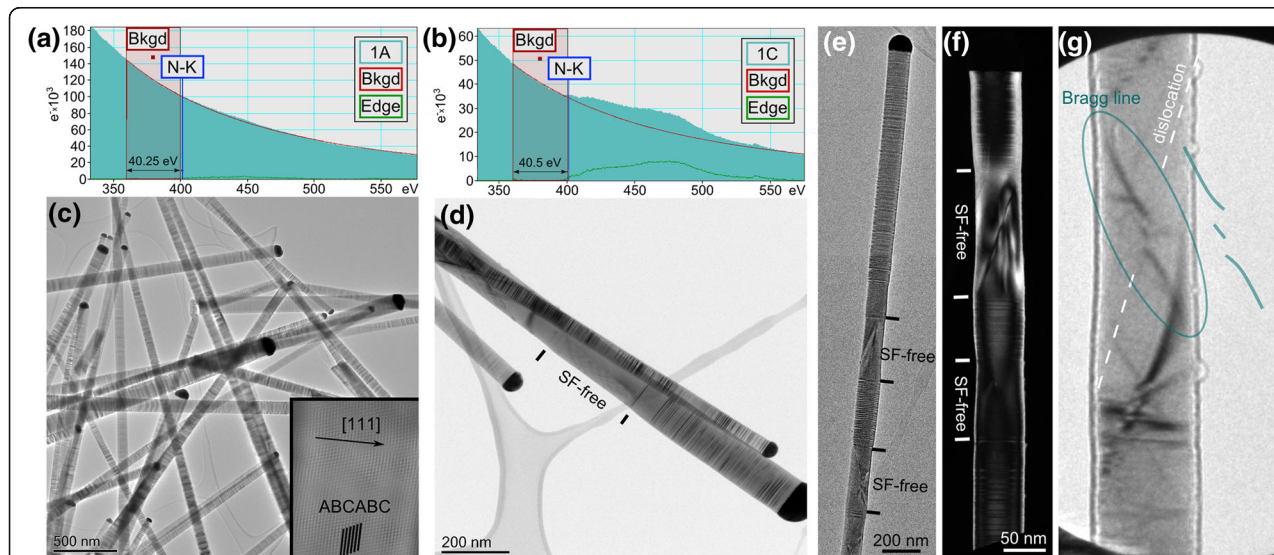 (a)
180
160
140
120
100
80
60
40
20
0
e⁻x10³
Bkgd
N-K
1A
Bkgd
Edge
40.25 eV
350 400 450 500 550 eV
(b)
60
50
40
30
20
10
0
e⁻x10³
Bkgd
N-K
1C
Bkgd
Edge
40.5 eV
350 400 450 500 eV
(c)
500 nm
[111]
ABCABC
(d)
SF-free
200 nm
(e)
SF-free
SF-free
200 nm
(f)
SF-free
SF-free
50 nm
(g)
Bragg line
dislocation